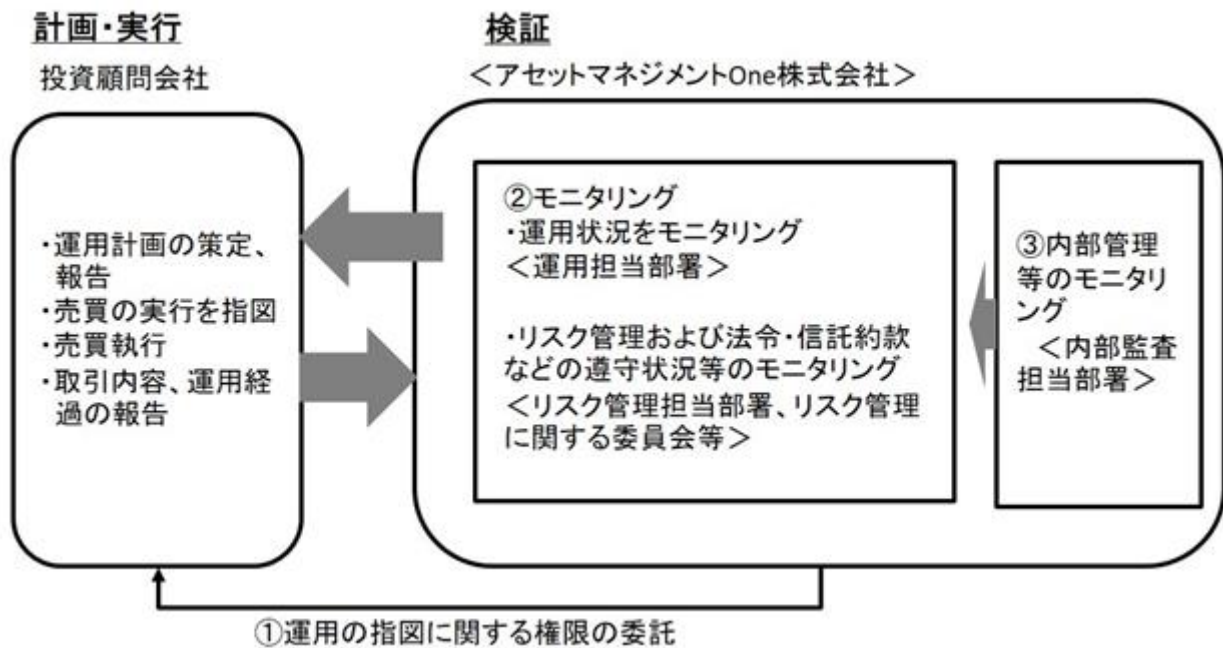 計画・実行
投資顧問会社
・運用計画の策定、
報告
・売買の実行を指図
・売買執行
・取引内容、運用経
過の報告
検証
＜アセットマネジメントOne株式会社＞
②モニタリング
・運用状況をモニタリング
＜運用担当部署＞
・リスク管理および法令・信託約款
などの遵守状況等のモニタリング
＜リスク管理担当部署、リスク管理
に関する委員会等＞
③内部管理
等のモニタリ
ング
＜内部監査
担当部署＞
①運用の指図に関する権限の委託